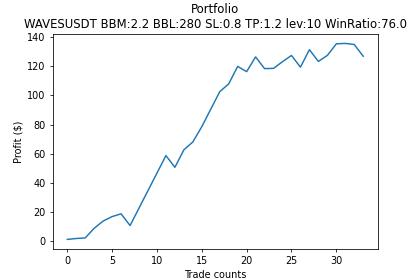 Portfolio
WAVESUSDT BBM:2.2 BBL:280 SL:0.8 TP:1.2 lev:10 WinRatio:76.0
140
120
100
80
60
40
20
0
Profit ($)
0 5 10 15 20 25 30
Trade counts